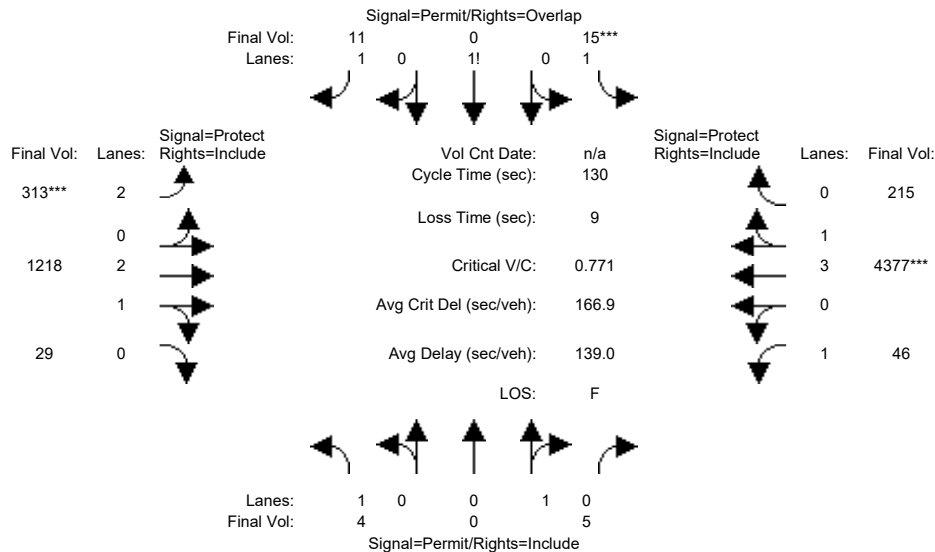 Signal=Permit/Rights=Overlap
Final Vol: 11 0 15***
Lanes: 1 0 1! 0 1
Signal=Protect Signal=Protect
Final Vol: Lanes: Rights=Include Vol Cnt Date: n/a Rights=Include Lanes: Final Vol:
Cycle Time (sec): 130
313*** 2 0 215
Loss Time (sec): 9
0 1
1218 2 Critical V/C: 0.771 3 4377***
1 Avg Crit Del (sec/veh): 166.9 0
29 0 Avg Delay (sec/veh): 139.0 1 46
LOS: F
Lanes: 1 0 0 1 0
Final Vol: 4 0 5
Signal=Permit/Rights=Include